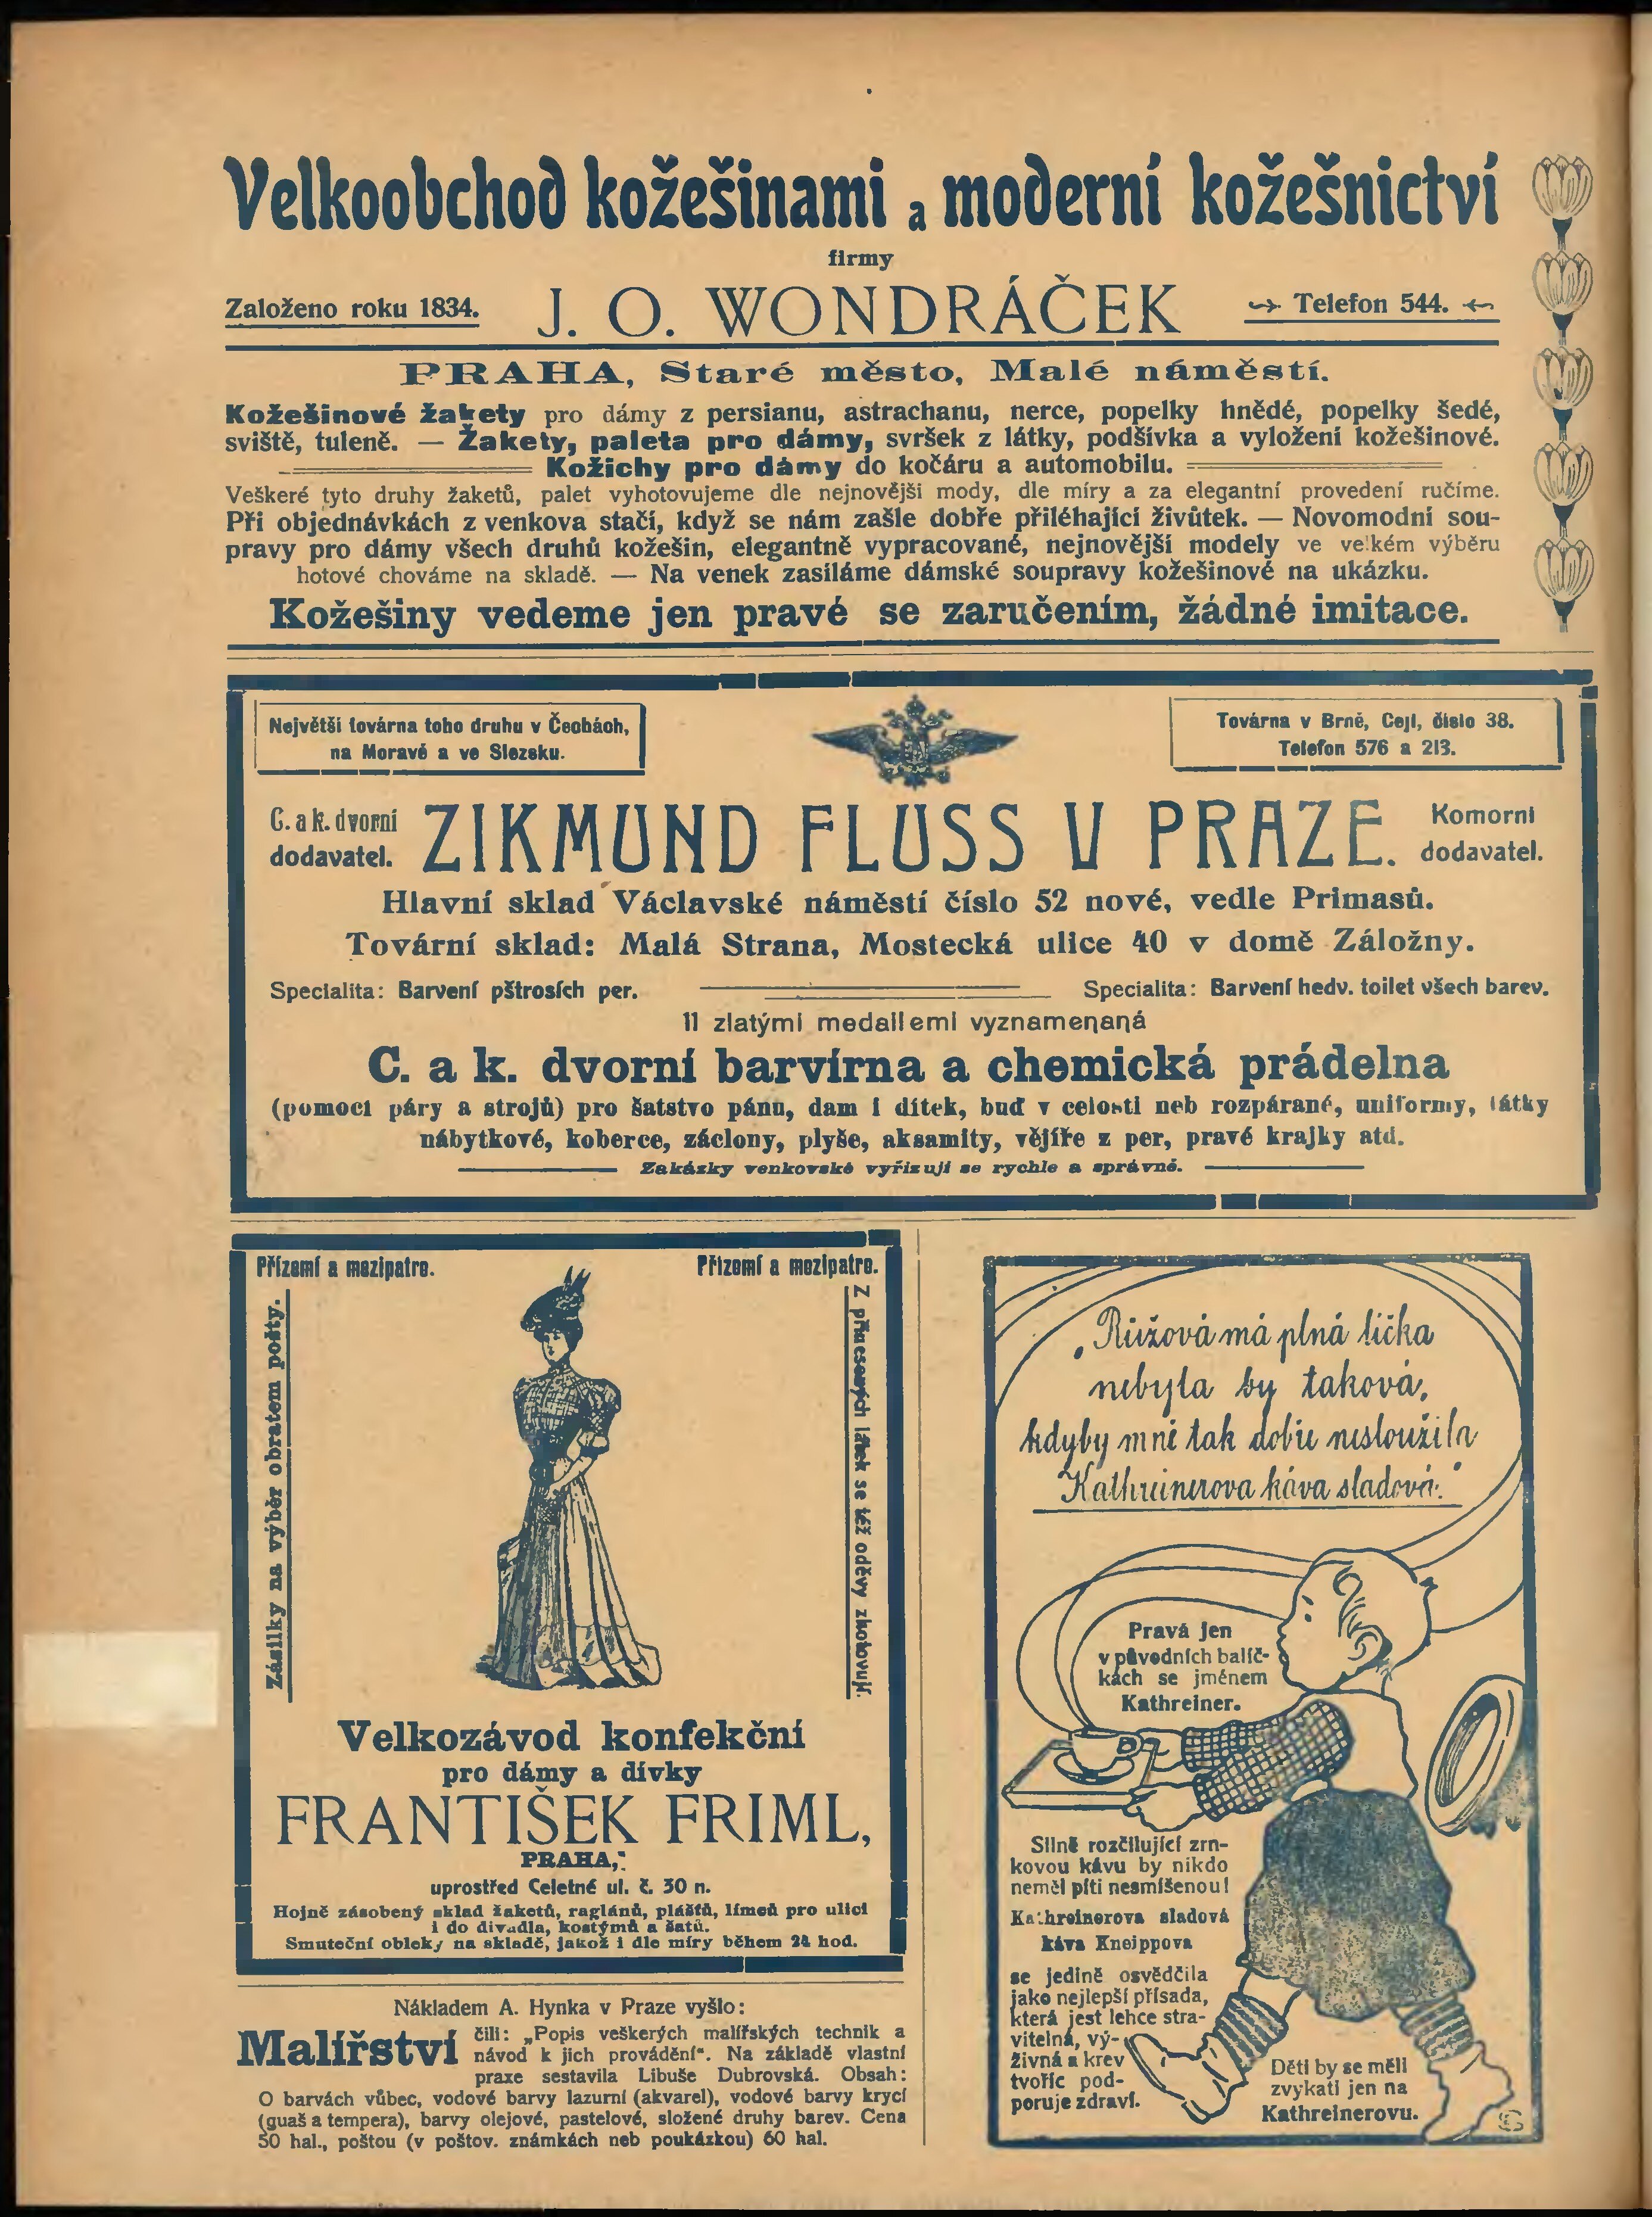 Velkoobchod kožešinami a moderní kožešnictví
firmy
Založeno roku 1834.
J. O. WONDRÁČEK
Telefon 544.
PRAHA, Staré město, Malé náměstí.
Kožešinové žakety pro dámy z persianu, astrachanu, nerce, popelky hnědé, popelky šedé,
sviště, tuleně. — Žakety, paleta pro dámy, svršek z látky, podšívka a vyložení kožešinové.
Kožichy pro dámy do kočáru a automobilu.
Veškeré tyto druhy žaketů, palet vyhotovujeme dle nejnovější mody, dle míry a za elegantní provedení ručíme.
Při objednávkách z venkova stačí, když se nám zašle dobře přiléhající živůtek. — Novomodní sou-
pravy pro dámy všech druhů kožešin, elegantně vypracované, nejnovější modely ve velkém výběru
hotové chováme na skladě. — Na venek zasíláme dámské soupravy kožešinové na ukázku.
Kožešiny vedeme jen pravé se zaručením, žádné imitace.
Největší továrna toho druhu v Čechách,
na Moravě a ve Slezsku.
Továrna v Brně, Cejl, číslo 38.
Telefon 576 a 213.
C. a k. dvorní
dodavatel.
ZIKMUND FLUSS V PRAZE.
Komorní
dodavatel.
Hlavní sklad Václavské náměstí číslo 52 nové, vedle Primasů.
Tovární sklad: Malá Strana, Mostecká ulice 40 v domě Záložny.
Specialita: Barvení pštrosích per.
Specialita: Barvení hedv. toilet všech barev.
11 zlatými medailemi vyznamenaná
C. a k. dvorní barvírna a chemická prádelna
(pomocí páry a strojů) pro šatstvo pánů, dam i dítek, buď v celosti neb rozpárané, uniformy, látky
nábytkové, koberce, záclony, plyše, aksamity, vějíře z per, pravé krajky atd.
Zakázky venkovské vyřizují se rychle a správně.
Přízemí a mezipatro.
Přízemí a mezipatro.
Zásilky na výběr obratem pošty.
Z přinesených látek se též oděvy zhotovují.
Velkozávod konfekční
pro dámy a dívky
FRANTIŠEK FRIML,
PRAHA,
uprostřed Celetné ul. č. 30 n.
Hojně zásobený sklad žaketů, raglánů, plášťů, límců pro ulici
i do divadla, kostýmů a šatů.
Smuteční obleky na skladě, jakož i dle míry během 24 hod.
Nákladem A. Hynka v Praze vyšlo:
Malířství čili: „Popis veškerých malířských technik a
návod k jich provádění“. Na základě vlastní
praxe sestavila Libuše Dubrovská. Obsah:
O barvách vůbec, vodové barvy lazurní (akvarel), vodové barvy krycí
(guaš a tempera), barvy olejové, pastelové, složené druhy barev. Cena
50 hal., poštou (v poštov. známkách neb poukázkou) 60 hal.
„Růžová má plná líčka
nebyla by taková,
kdyby mně tak dobře nesloužila
Kathreinerova káva sladová.“
Pravá jen
v původních balíč-
kách se jménem
Kathreiner.
Silně rozčilující zrn-
kovou kávu by nikdo
neměl píti nesmíšenou!
Kathreinerova sladová
káva Kneippova
se jedině osvědčila
jako nejlepší přísada,
která jest lehce stra-
vitelná, vý-
živná a krev
tvoříc pod-
poruje zdraví.
Děti by se měli
zvykati jen na
Kathreinerovu.